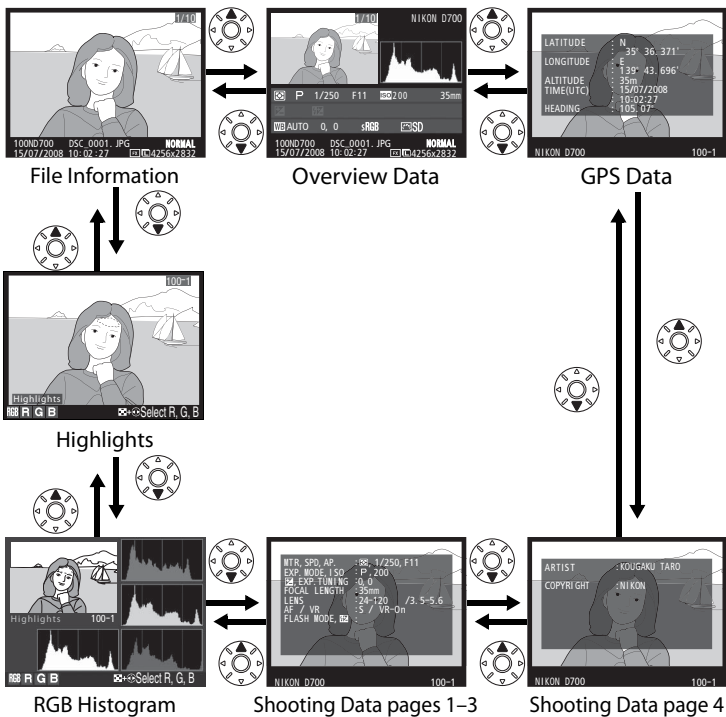 1/10
100ND700 DSC_0001. JPG NORMAL
15/07/2008 10:02:27 FX L 4256x2832
File Information
1/10 NIKON D700
P 1/250 F11 ISO 200 35mm
WB AUTO 0, 0 sRGB SD
100ND700 DSC_0001. JPG NORMAL
15/07/2008 10:02:27 FX L 4256x2832
Overview Data
LATITUDE : N
: 35° 36.371'
LONGITUDE : E
: 139° 43.696'
ALTITUDE : 35m
TIME(UTC) : 15/07/2008
: 10:02:27
HEADING : 105.07°
NIKON D700 100-1
GPS Data
100-1
Highlights
RGB R G B + Select R, G, B
Highlights
Highlights 100-1
RGB R G B + Select R, G, B
RGB Histogram
MTR, SPD, AP. : , 1/250, F11
EXP. MODE, ISO : P, 200
, EXP. TUNING : 0, 0
FOCAL LENGTH : 35mm
LENS : 24-120 /3.5-5.6
AF / VR : S / VR-On
FLASH MODE, :
NIKON D700 100-1
Shooting Data pages 1–3
ARTIST : KOUGAKU TARO
COPYRIGHT : NIKON
NIKON D700 100-1
Shooting Data page 4